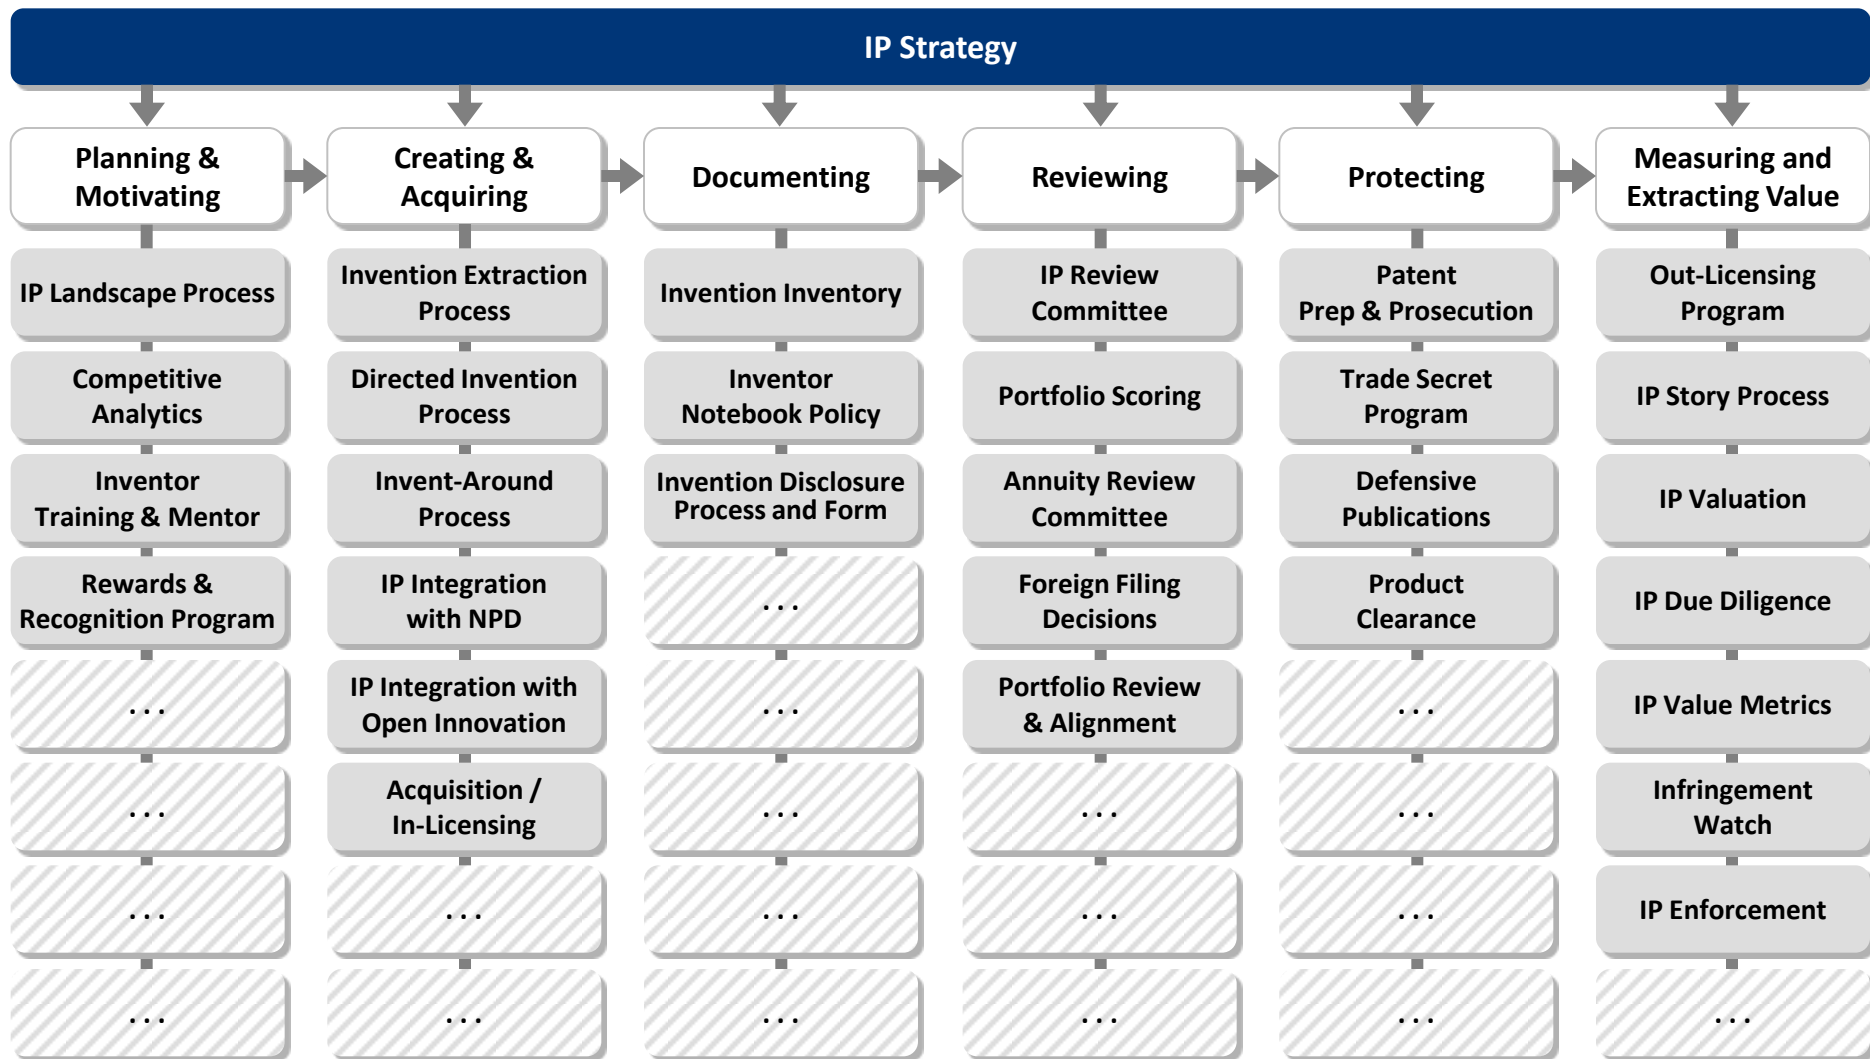 IP Strategy
Planning &
Motivating
Creating &
Acquiring
Documenting
Reviewing
Protecting
Measuring and
Extracting Value
IP Landscape Process
Competitive
Analytics
Inventor
Training & Mentor
Rewards &
Recognition Program
. . .
. . .
. . .
. . .
Invention Extraction
Process
Directed Invention
Process
Invent-Around
Process
IP Integration
with NPD
IP Integration with
Open Innovation
Acquisition /
In-Licensing
. . .
. . .
Invention Inventory
Inventor
Notebook Policy
Invention Disclosure
Process and Form
. . .
. . .
. . .
. . .
. . .
IP Review
Committee
Portfolio Scoring
Annuity Review
Committee
Foreign Filing
Decisions
Portfolio Review
& Alignment
. . .
. . .
. . .
Patent
Prep & Prosecution
Trade Secret
Program
Defensive
Publications
Product
Clearance
. . .
. . .
. . .
. . .
Out-Licensing
Program
IP Story Process
IP Valuation
IP Due Diligence
IP Value Metrics
Infringement
Watch
IP Enforcement
. . .